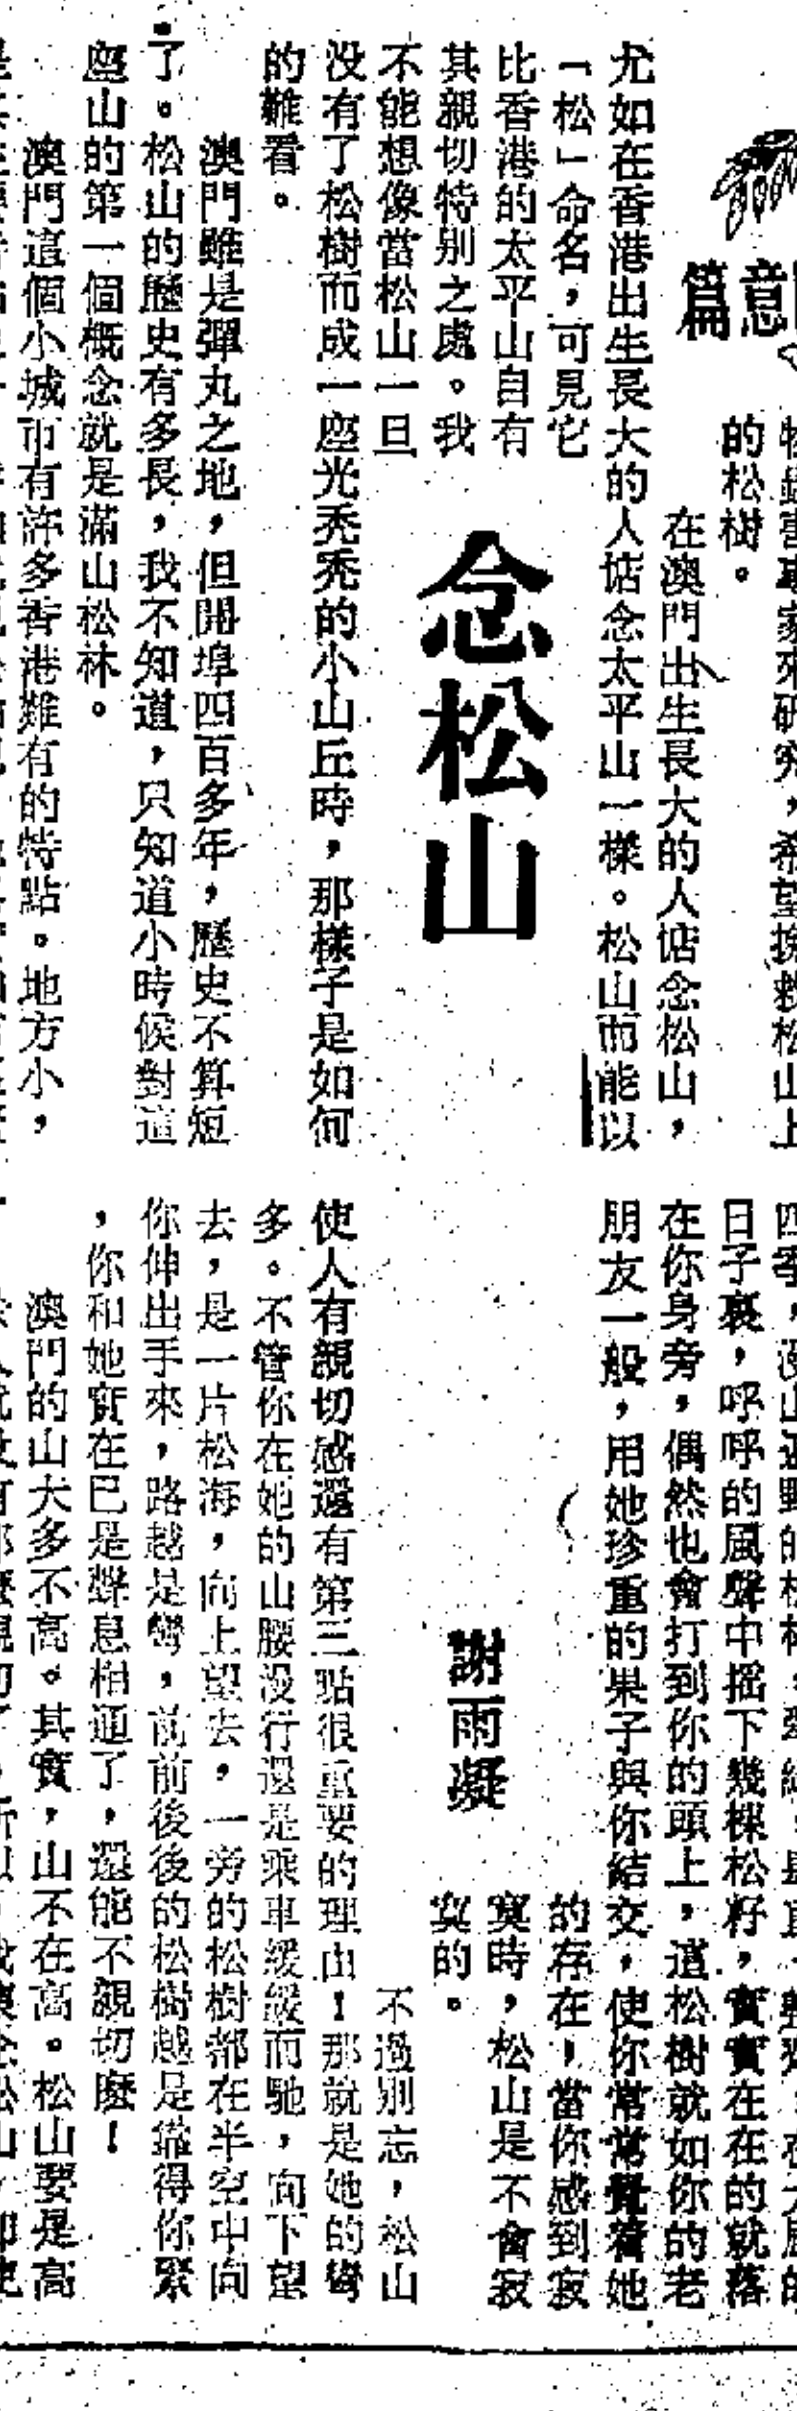 意
篇
的松樹。
在澳門出生長大的人惦念松山，
尤如在香港出生長大的人惦念太平山一樣。松山而能以
「松」命名，可見它
比香港的太平山自有
其親切特別之處。我
不能想像當松山一旦
没有了松樹而成一座光禿禿的小山丘時，那樣子是如何
的難看。
澳門雖是彈丸之地，但開埠四百多年，歷史不算短
了。松山的歷史有多長，我不知道，只知道小時候對這
座山的第一個概念就是滿山松林。
澳門這個小城市有許多香港難有的特點。地方小，
念松山
謝雨凝
日子裏，呼呼的風聲中摇下幾棵松籽，實實在在的就落
在你身旁，偶然也會打到你的頭上，這松樹就如你的老
朋友一般，用她珍重的果子與你結交，使你常常覺着她
的存在，當你感到寂
寞時，松山是不會寂
寞的。
不過别忘，松山
使人有親切感還有第三點很重要的理由！那就是她的彎
多。不管你在她的山腰没行還是乘車緩緩而馳，向下望
去，是一片松海，向上望去，一旁的松樹都在半空中向
你伸出手來，路越是彎，前前後後的松樹越是靠得你緊
，你和她實在已是聲息相通了，還能不親切麽！
澳門的山大多不高。其實，山不在高。松山要是高